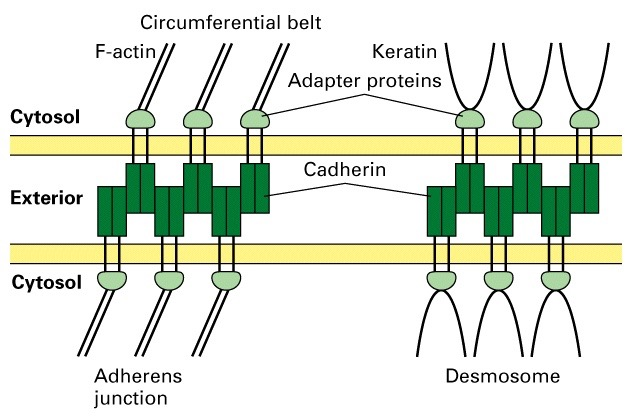 Circumferential belt
F-actin
Keratin
Adapter proteins
Cytosol
Cadherin
Exterior
Cytosol
Adherens
junction
Desmosome